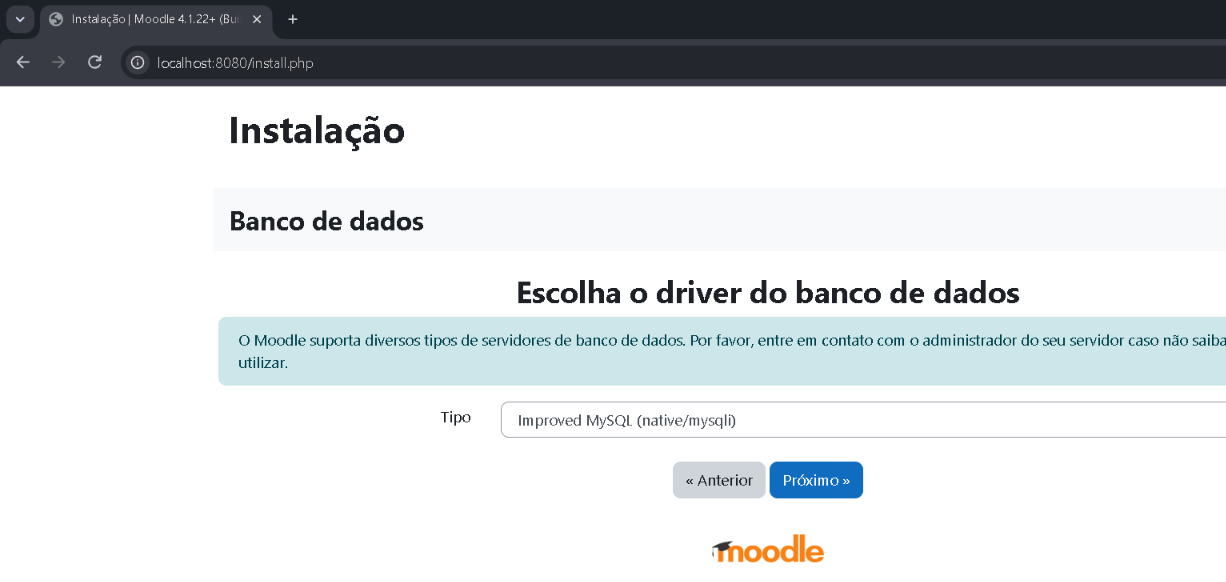 Instalação | Moodle 4.1.22+ (Bui
localhost:8080/install.php
Instalação
Banco de dados
Escolha o driver do banco de dados
O Moodle suporta diversos tipos de servidores de banco de dados. Por favor, entre em contato com o administrador do seu servidor caso não saiba
utilizar.
Tipo
Improved MySQL (native/mysqli)
« Anterior
Próximo »
moodle